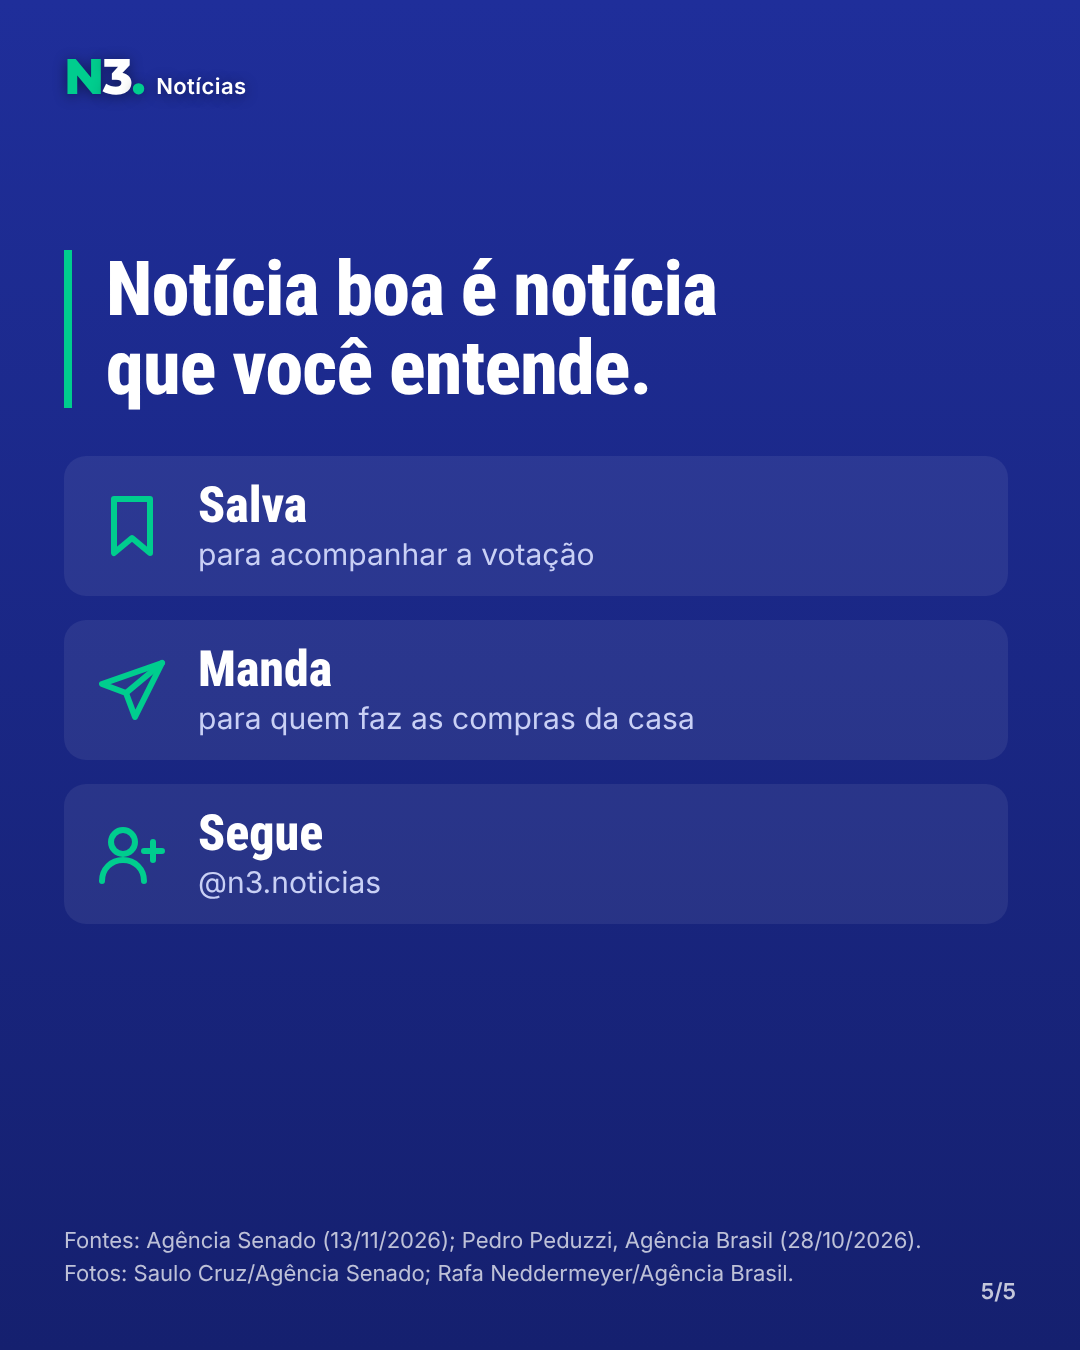 N3. Notícias
Notícia boa é notícia
que você entende.
Salva
para acompanhar a votação
Manda
para quem faz as compras da casa
Segue
@n3.noticias
Fontes: Agência Senado (13/11/2026); Pedro Peduzzi, Agência Brasil (28/10/2026).
Fotos: Saulo Cruz/Agência Senado; Rafa Neddermeyer/Agência Brasil.
5/5